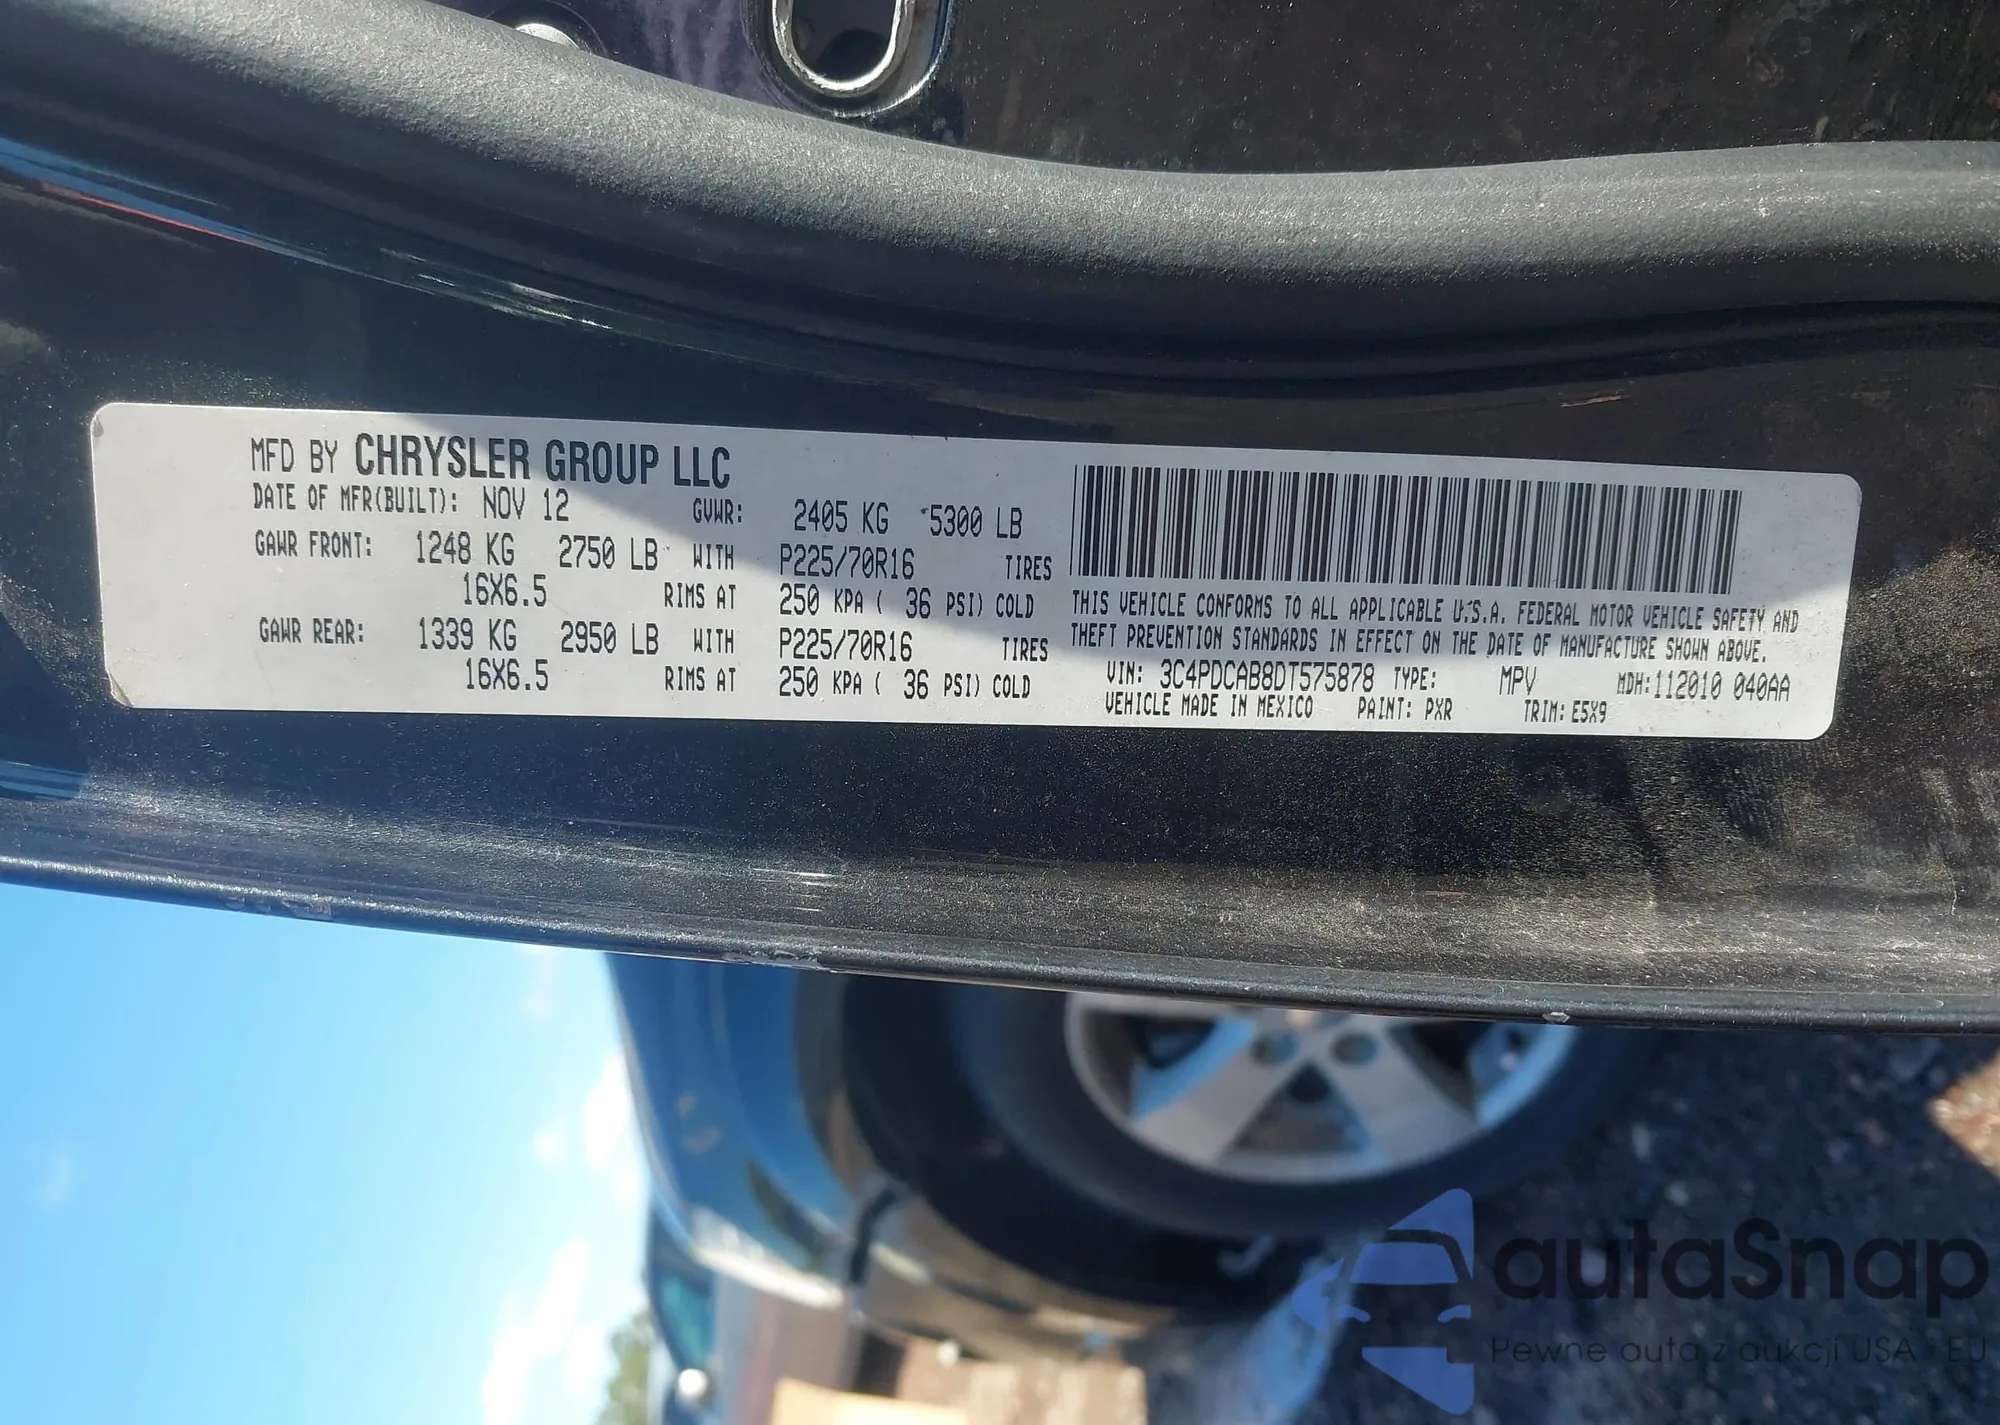 MFD BY CHRYSLER GROUP LLC
DATE OF MFR(BUILT): NOV 12 GVWR: 2405 KG 5300 LB
GAWR FRONT: 1248 KG 2750 LB WITH P225/70R16 TIRES
16X6.5 RIMS AT 250 KPA ( 36 PSI) COLD
GAWR REAR: 1339 KG 2950 LB WITH P225/70R16 TIRES
16X6.5 RIMS AT 250 KPA ( 36 PSI) COLD
THIS VEHICLE CONFORMS TO ALL APPLICABLE U.S.A. FEDERAL MOTOR VEHICLE SAFETY AND
THEFT PREVENTION STANDARDS IN EFFECT ON THE DATE OF MANUFACTURE SHOWN ABOVE.
VIN: 3C4PDCAB8DT575878 TYPE: MPV MDH:112010 040AA
VEHICLE MADE IN MEXICO PAINT: PXR TRIM: E5X9
autaSnap
Pewne auta z aukcji USA i EU